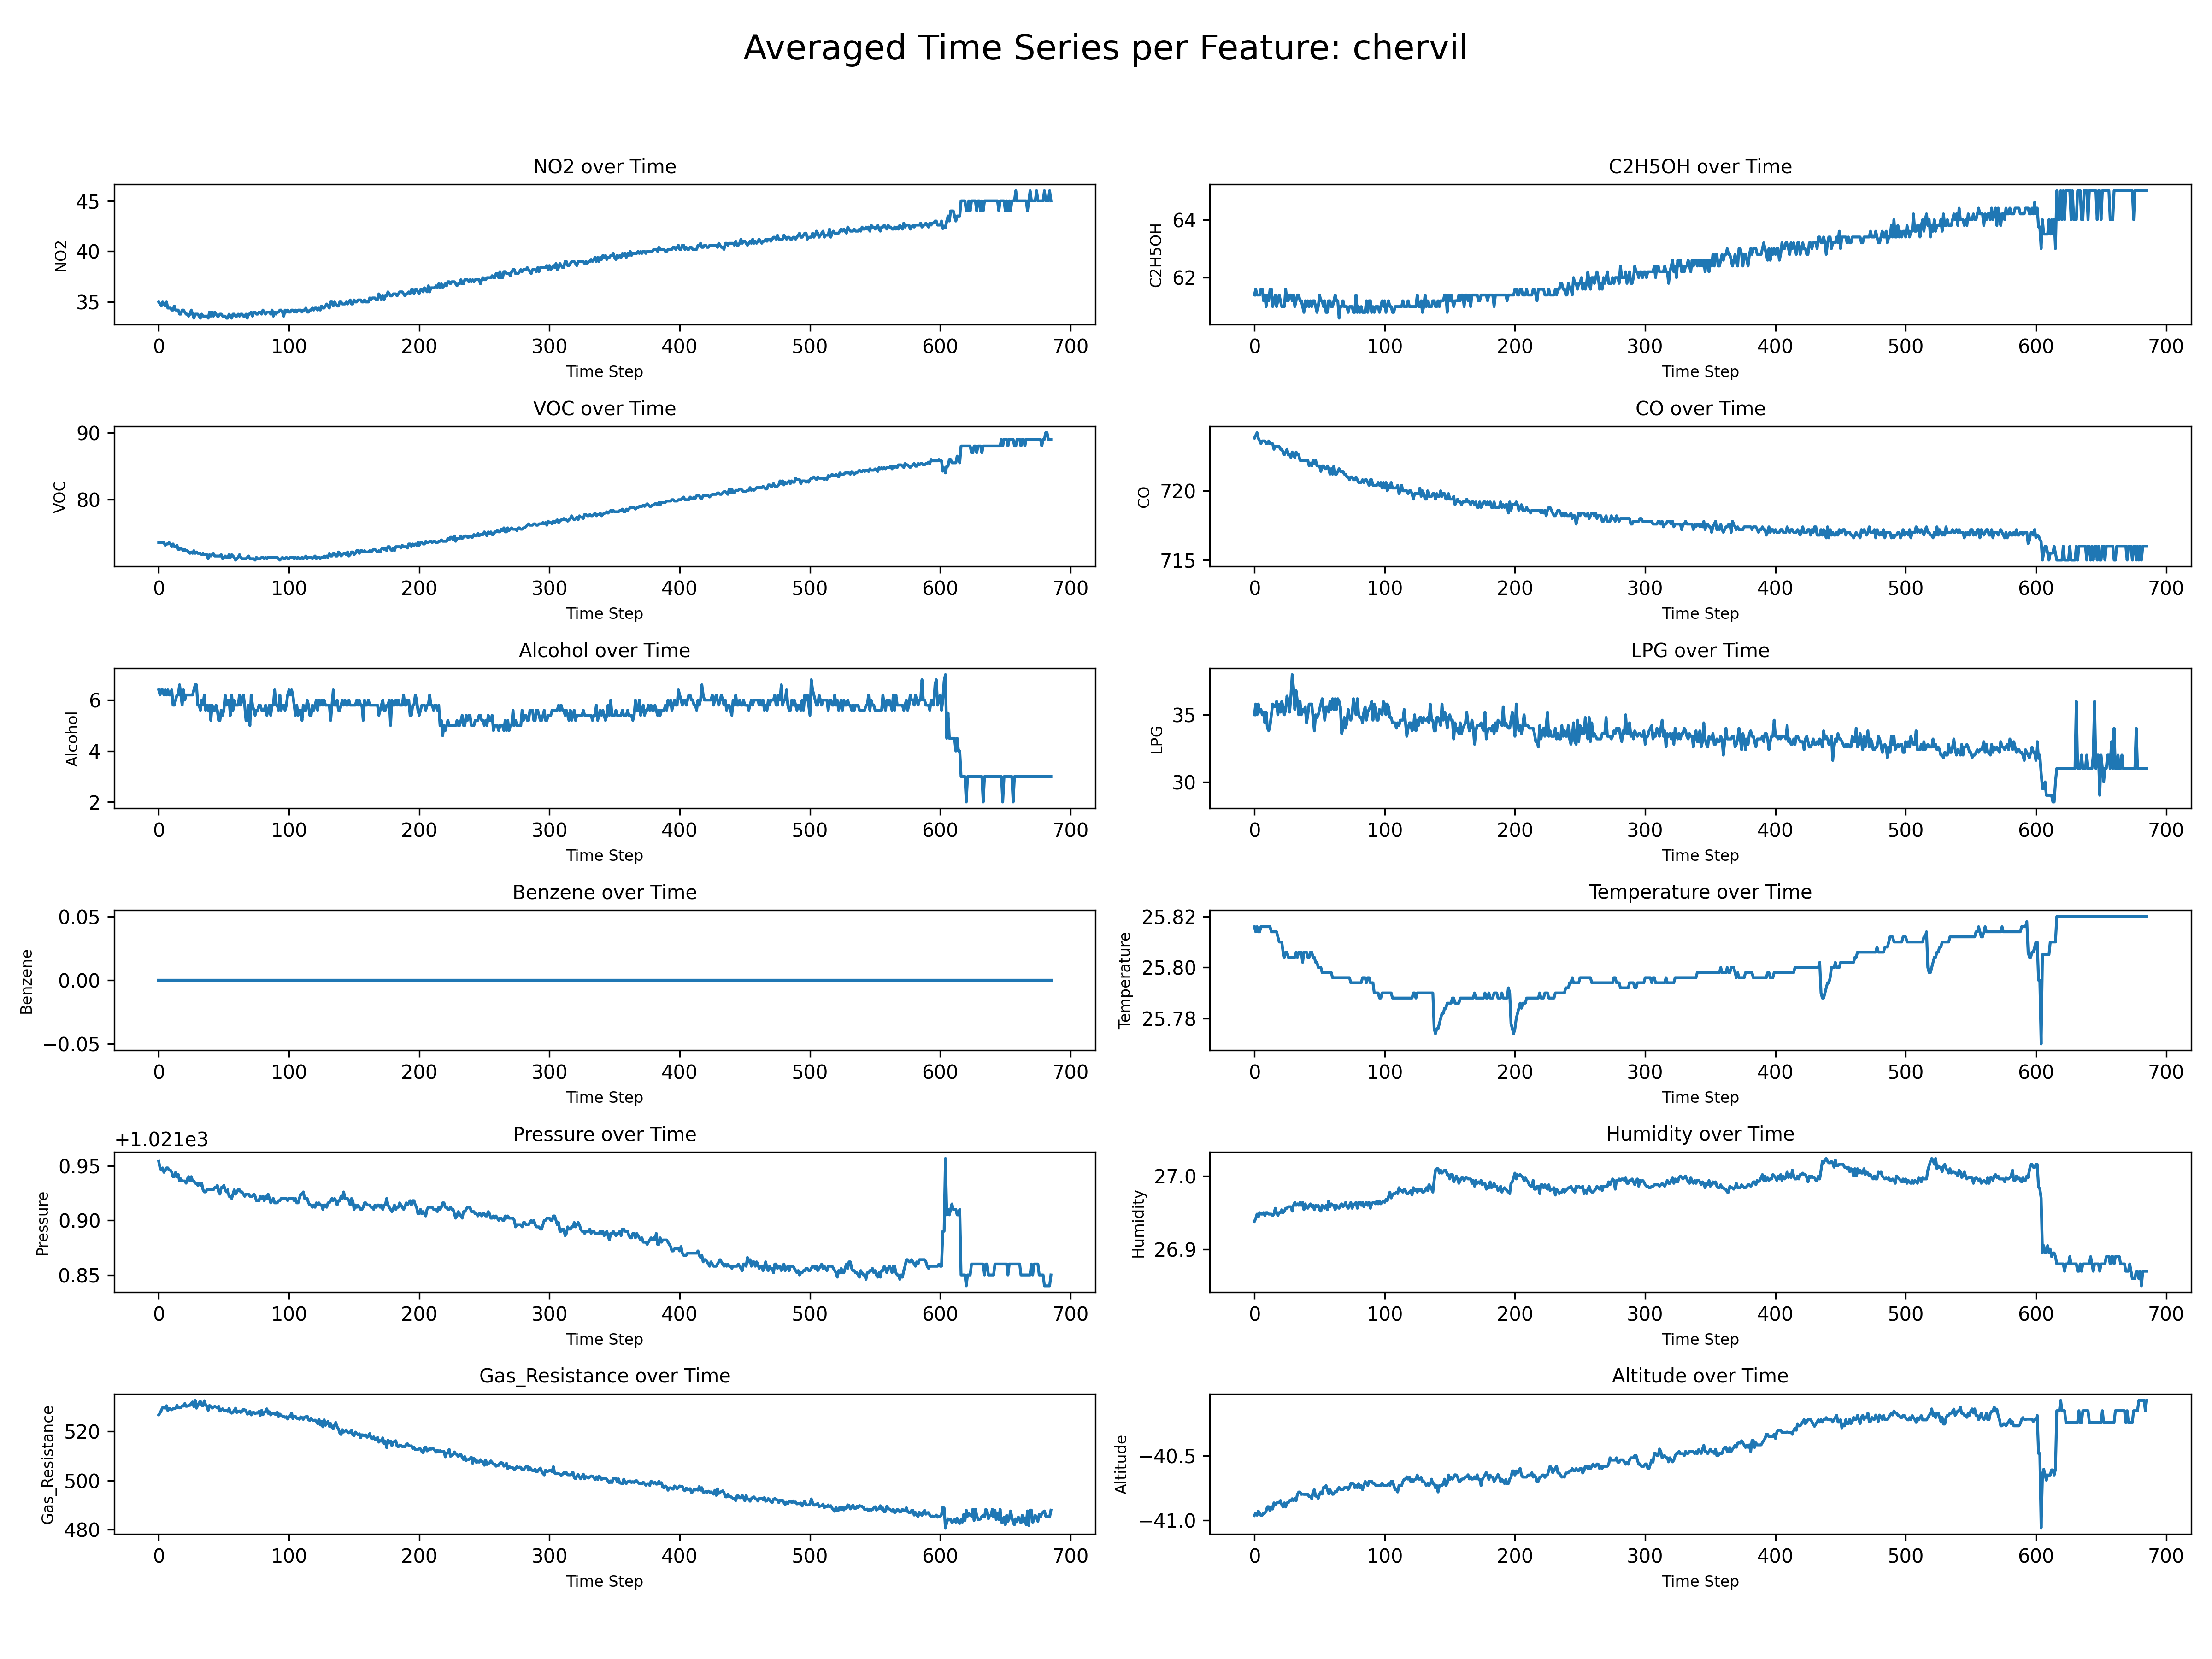 Averaged Time Series per Feature: chervil
NO2 over Time
NO2
45
40
35
0 100 200 300 400 500 600 700
Time Step
C2H5OH over Time
C2H5OH
64
62
0 100 200 300 400 500 600 700
Time Step
VOC over Time
VOC
90
80
0 100 200 300 400 500 600 700
Time Step
CO over Time
CO
720
715
0 100 200 300 400 500 600 700
Time Step
Alcohol over Time
Alcohol
6
4
2
0 100 200 300 400 500 600 700
Time Step
LPG over Time
LPG
35
30
0 100 200 300 400 500 600 700
Time Step
Benzene over Time
Benzene
0.05
0.00
−0.05
0 100 200 300 400 500 600 700
Time Step
Temperature over Time
Temperature
25.82
25.80
25.78
0 100 200 300 400 500 600 700
Time Step
Pressure over Time
+1.021e3
Pressure
0.95
0.90
0.85
0 100 200 300 400 500 600 700
Time Step
Humidity over Time
Humidity
27.0
26.9
0 100 200 300 400 500 600 700
Time Step
Gas_Resistance over Time
Gas_Resistance
520
500
480
0 100 200 300 400 500 600 700
Time Step
Altitude over Time
Altitude
−40.5
−41.0
0 100 200 300 400 500 600 700
Time Step